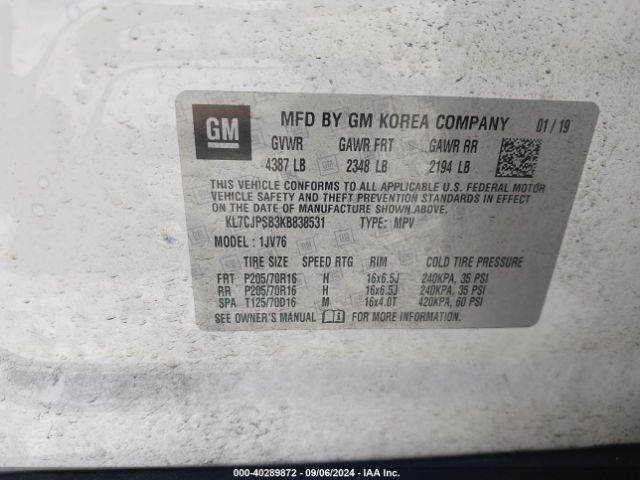 GM MFD BY GM KOREA COMPANY 01/19
GVWR GAWR FRT GAWR RR
4387 LB 2348 LB 2194 LB
THIS VEHICLE CONFORMS TO ALL APPLICABLE U.S. FEDERAL MOTOR
VEHICLE SAFETY AND THEFT PREVENTION STANDARDS IN EFFECT
ON THE DATE OF MANUFACTURE SHOWN ABOVE.
KL7CJPSB3KB838531 TYPE: MPV
MODEL: 1JV76
TIRE SIZE SPEED RTG RIM COLD TIRE PRESSURE
FRT P205/70R16 H 16x6.5J 240KPA, 35 PSI
RR P205/70R16 H 16x6.5J 240KPA, 35 PSI
SPA T125/70D16 M 16x4.0T 420KPA, 60 PSI
SEE OWNER'S MANUAL FOR MORE INFORMATION.
000-40289872 - 09/06/2024 - IAA Inc.